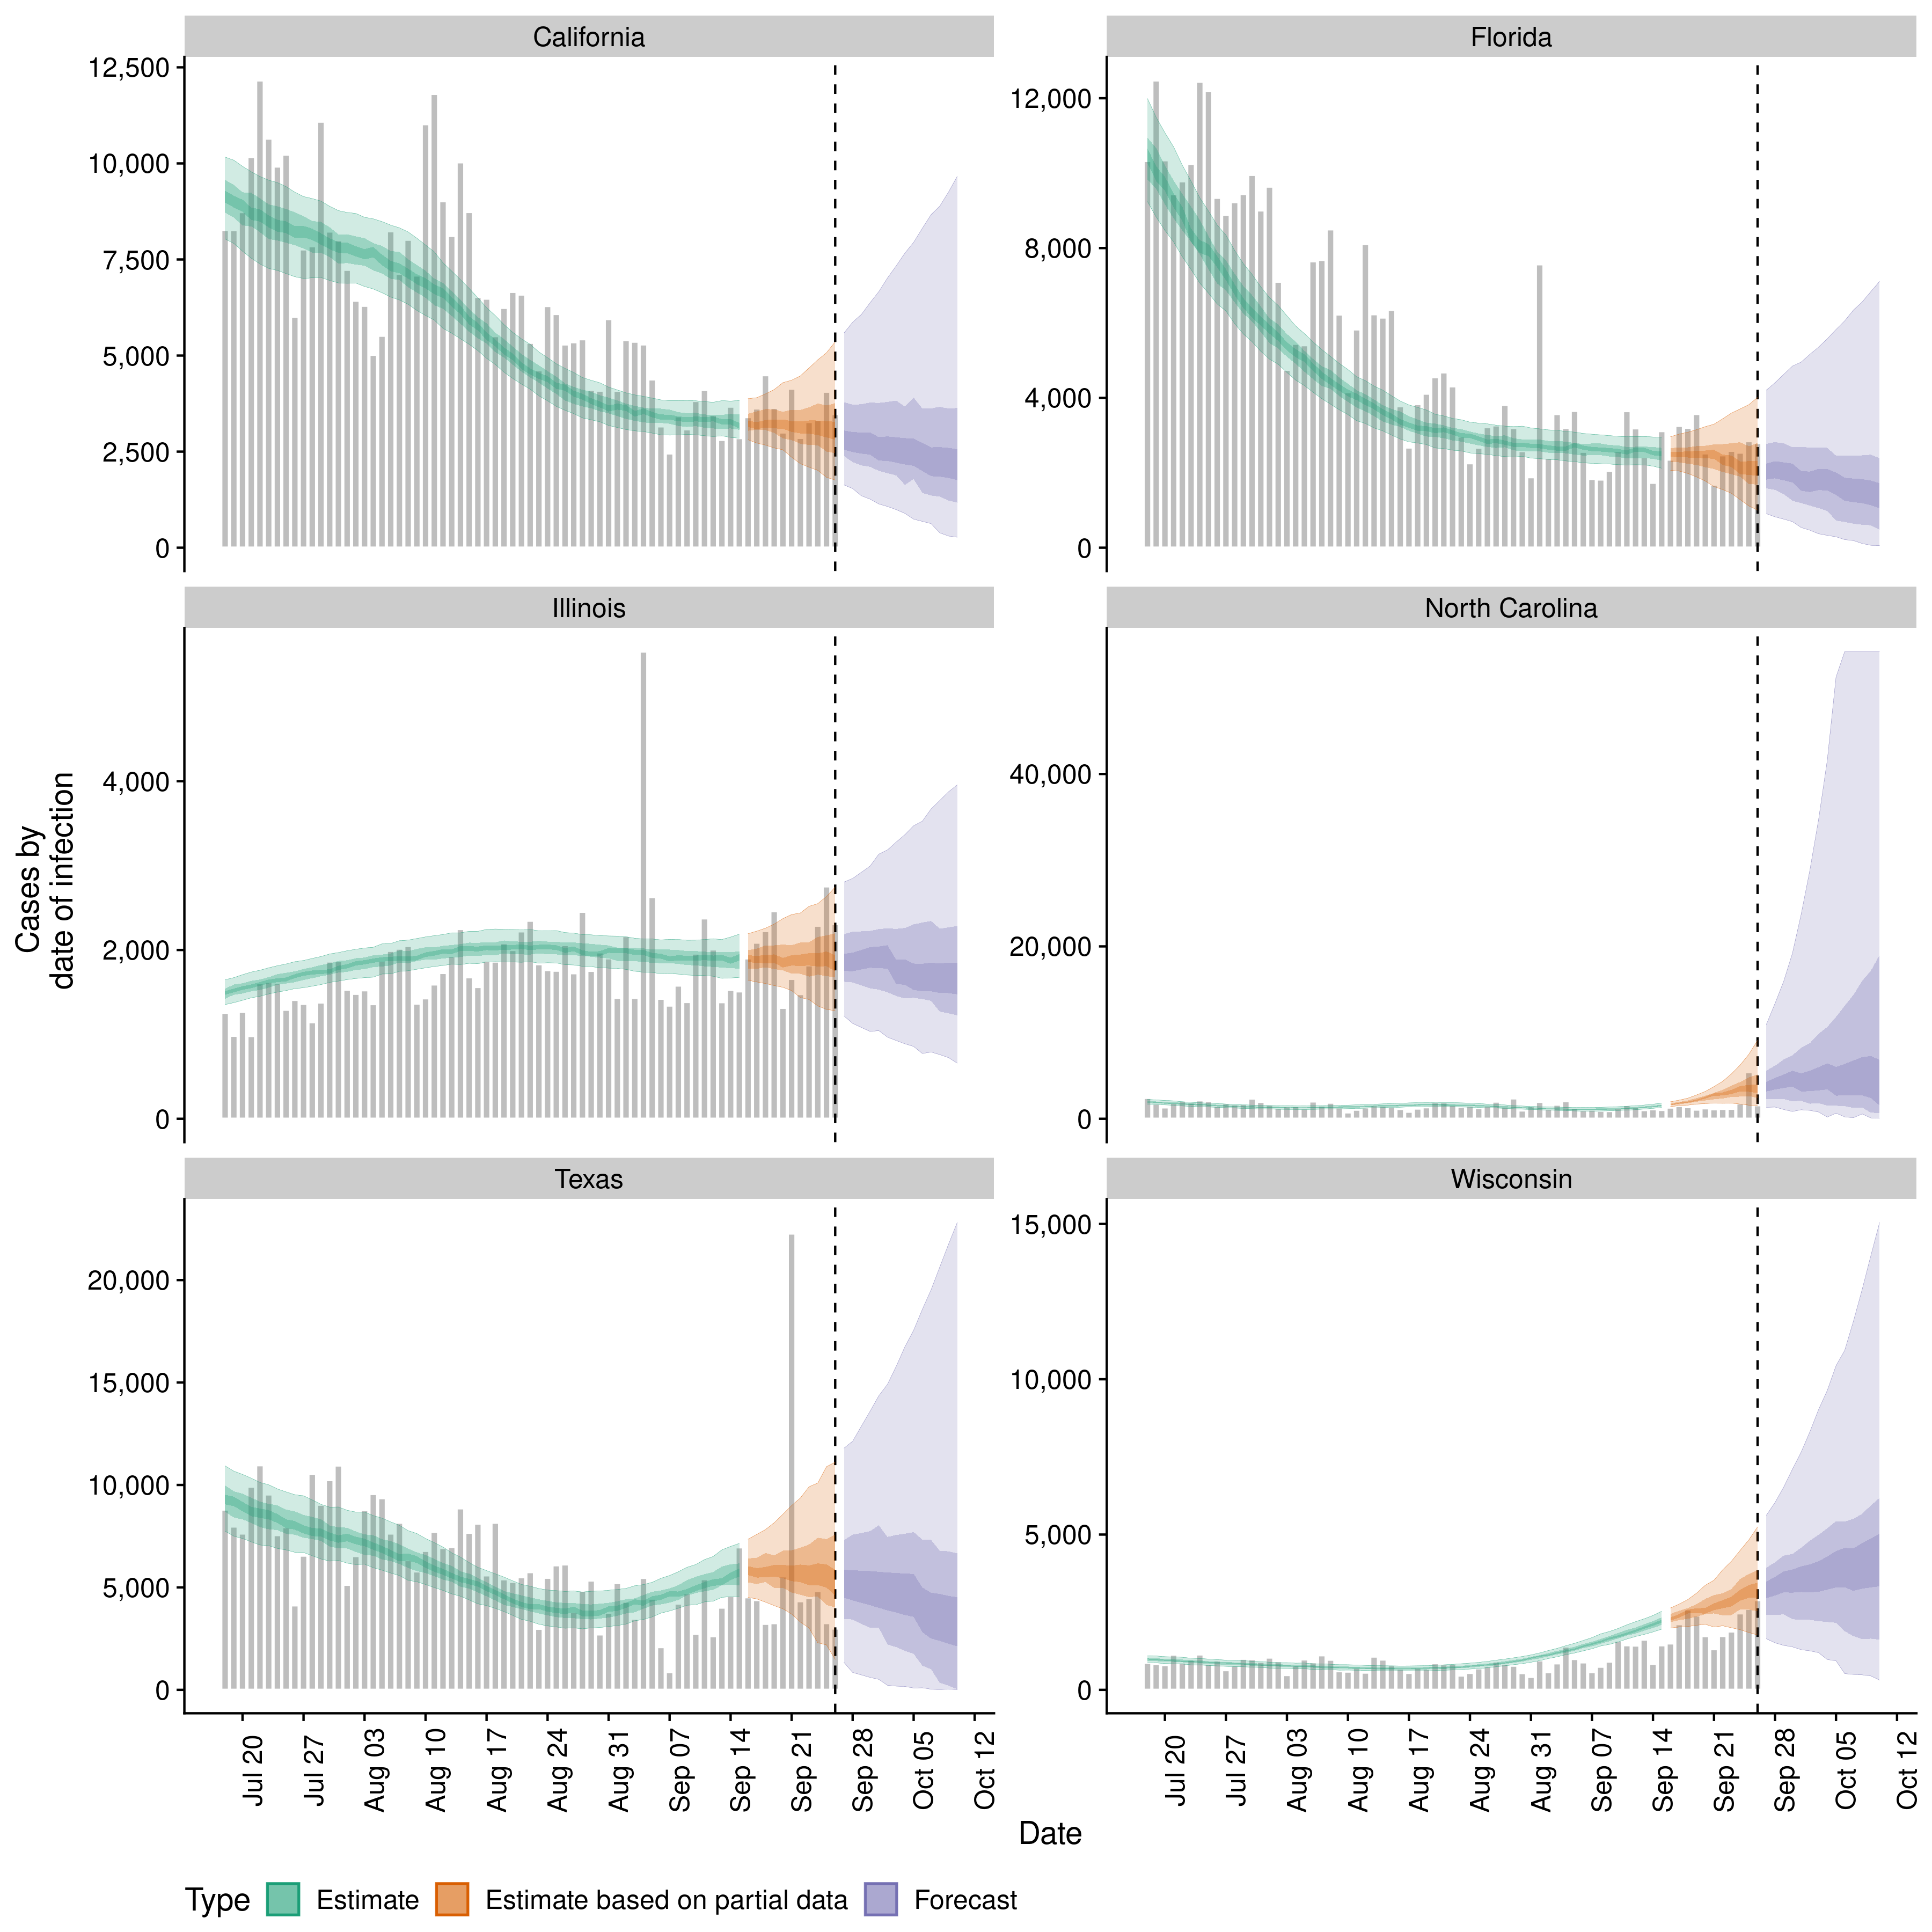 California
Florida
12,500
10,000
7,500
5,000
2,500
0
12,000
8,000
4,000
0
Illinois
North Carolina
4,000
2,000
0
40,000
20,000
0
Cases by
date of infection
Texas
Wisconsin
20,000
15,000
10,000
5,000
0
15,000
10,000
5,000
0
Jul 20 Jul 27 Aug 03 Aug 10 Aug 17 Aug 24 Aug 31 Sep 07 Sep 14 Sep 21 Sep 28 Oct 05 Oct 12
Jul 20 Jul 27 Aug 03 Aug 10 Aug 17 Aug 24 Aug 31 Sep 07 Sep 14 Sep 21 Sep 28 Oct 05 Oct 12
Date
Type Estimate Estimate based on partial data Forecast